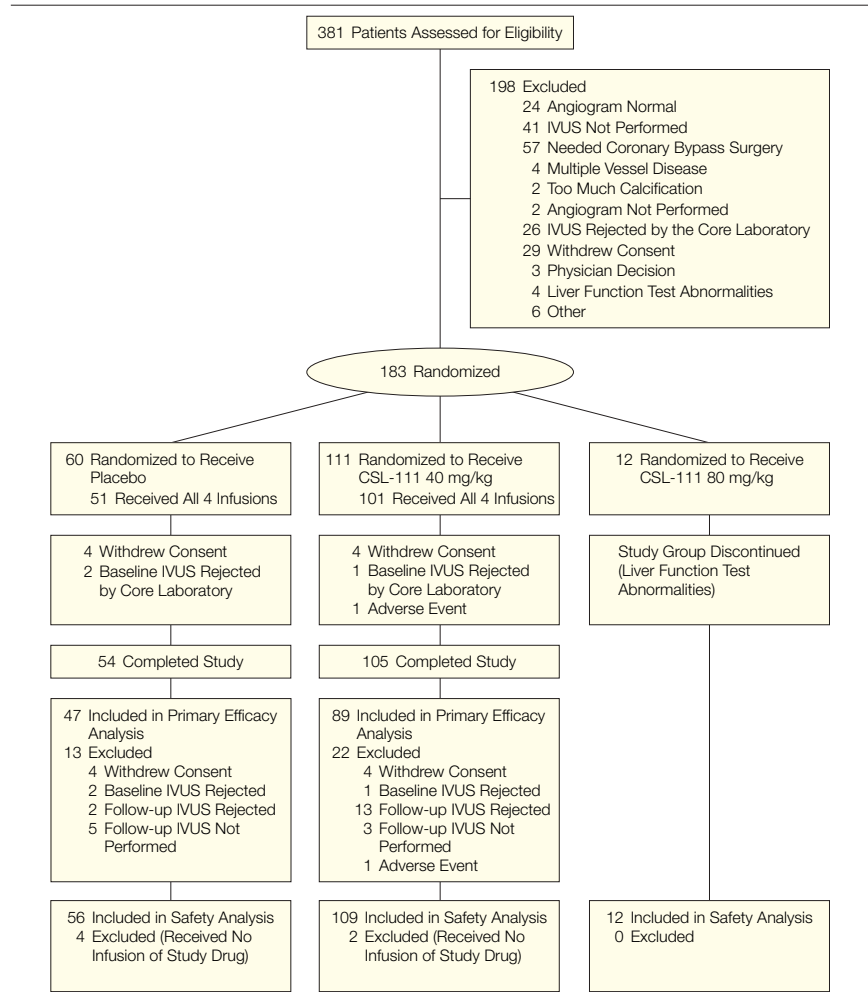 381 Patients Assessed for Eligibility
198 Excluded
24 Angiogram Normal
41 IVUS Not Performed
57 Needed Coronary Bypass Surgery
4 Multiple Vessel Disease
2 Too Much Calcification
2 Angiogram Not Performed
26 IVUS Rejected by the Core Laboratory
29 Withdrew Consent
3 Physician Decision
4 Liver Function Test Abnormalities
6 Other
183 Randomized
60 Randomized to Receive
Placebo
51 Received All 4 Infusions
111 Randomized to Receive
CSL-111 40 mg/kg
101 Received All 4 Infusions
12 Randomized to Receive
CSL-111 80 mg/kg
4 Withdrew Consent
2 Baseline IVUS Rejected
by Core Laboratory
4 Withdrew Consent
1 Baseline IVUS Rejected
by Core Laboratory
1 Adverse Event
Study Group Discontinued
(Liver Function Test
Abnormalities)
54 Completed Study
105 Completed Study
47 Included in Primary Efficacy
Analysis
13 Excluded
4 Withdrew Consent
2 Baseline IVUS Rejected
2 Follow-up IVUS Rejected
5 Follow-up IVUS Not
Performed
89 Included in Primary Efficacy
Analysis
22 Excluded
4 Withdrew Consent
1 Baseline IVUS Rejected
13 Follow-up IVUS Rejected
3 Follow-up IVUS Not
Performed
1 Adverse Event
56 Included in Safety Analysis
4 Excluded (Received No
Infusion of Study Drug)
109 Included in Safety Analysis
2 Excluded (Received No
Infusion of Study Drug)
12 Included in Safety Analysis
0 Excluded